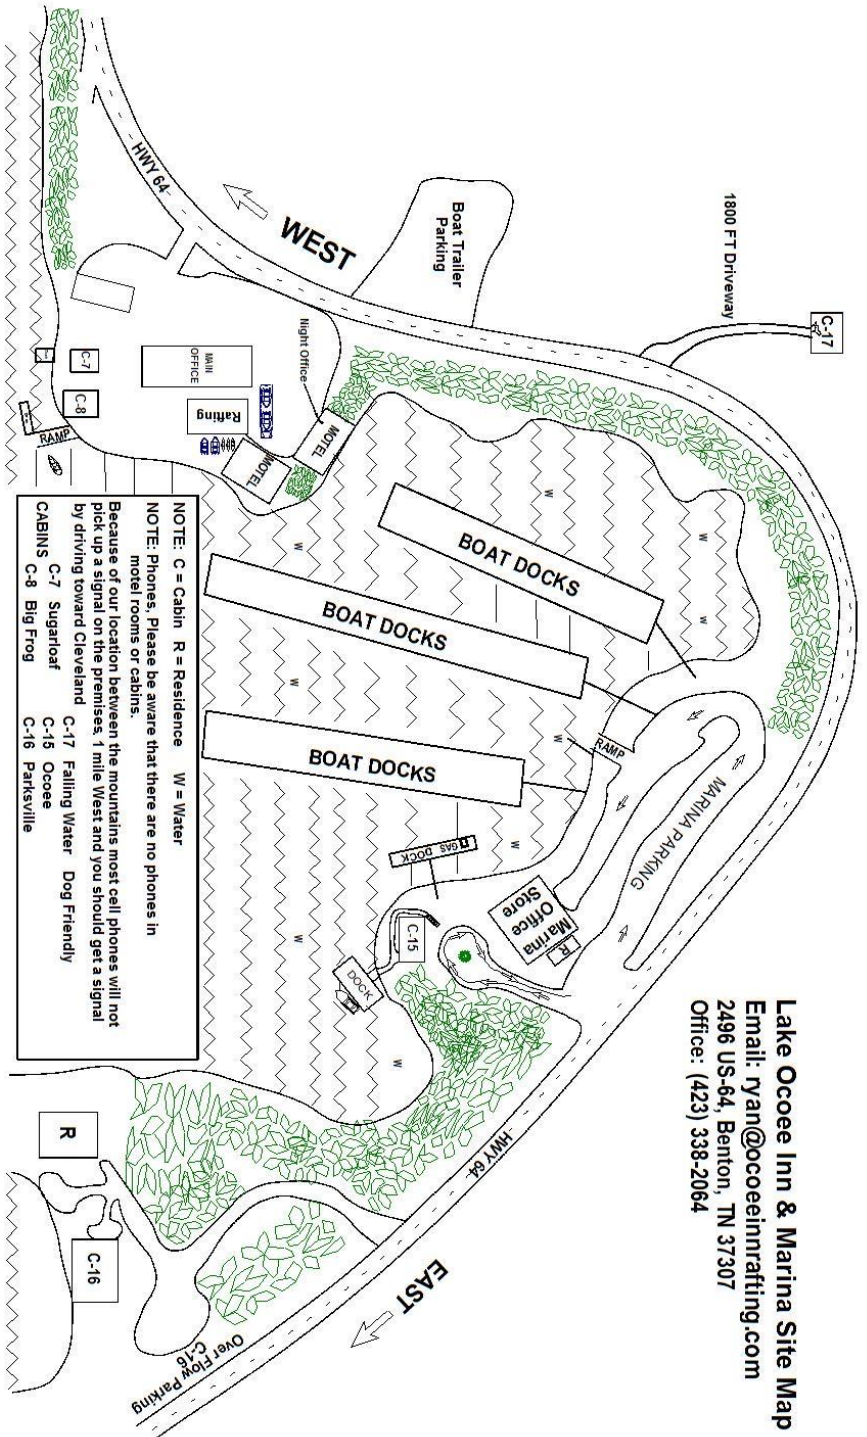 Lake Ocoee Inn & Marina Site Map
Email: ryan@ocoeeinnrafting.com
2496 US-64, Benton, TN 37307
Office: (423) 338-2064
C-17
1800 FT Driveway
HWY 64
WEST
Boat Trailer
Parking
Night Office
MAIN
OFFICE
Rafting
MOTEL
MOTEL
C-7
C-8
RAMP
W
W
W
W
W
W
W
W
W
BOAT DOCKS
BOAT DOCKS
BOAT DOCKS
RAMP
MARINA PARKING
Marina
Office
Store
R
GAS DOCK
C-15
DOCK
HWY 64
EAST
Over Flow Parking
C-16
R
C-16
NOTE: C = Cabin R = Residence W = Water
NOTE: Phones, Please be aware that there are no phones in
motel rooms or cabins.
Because of our location between the mountains most cell phones will not
pick up a signal on the premises, 1 mile West and you should get a signal
by driving toward Cleveland
C-17 Falling Water Dog Friendly
CABINS C-7 Sugarloaf C-15 Ocoee
C-8 Big Frog C-16 Parksville